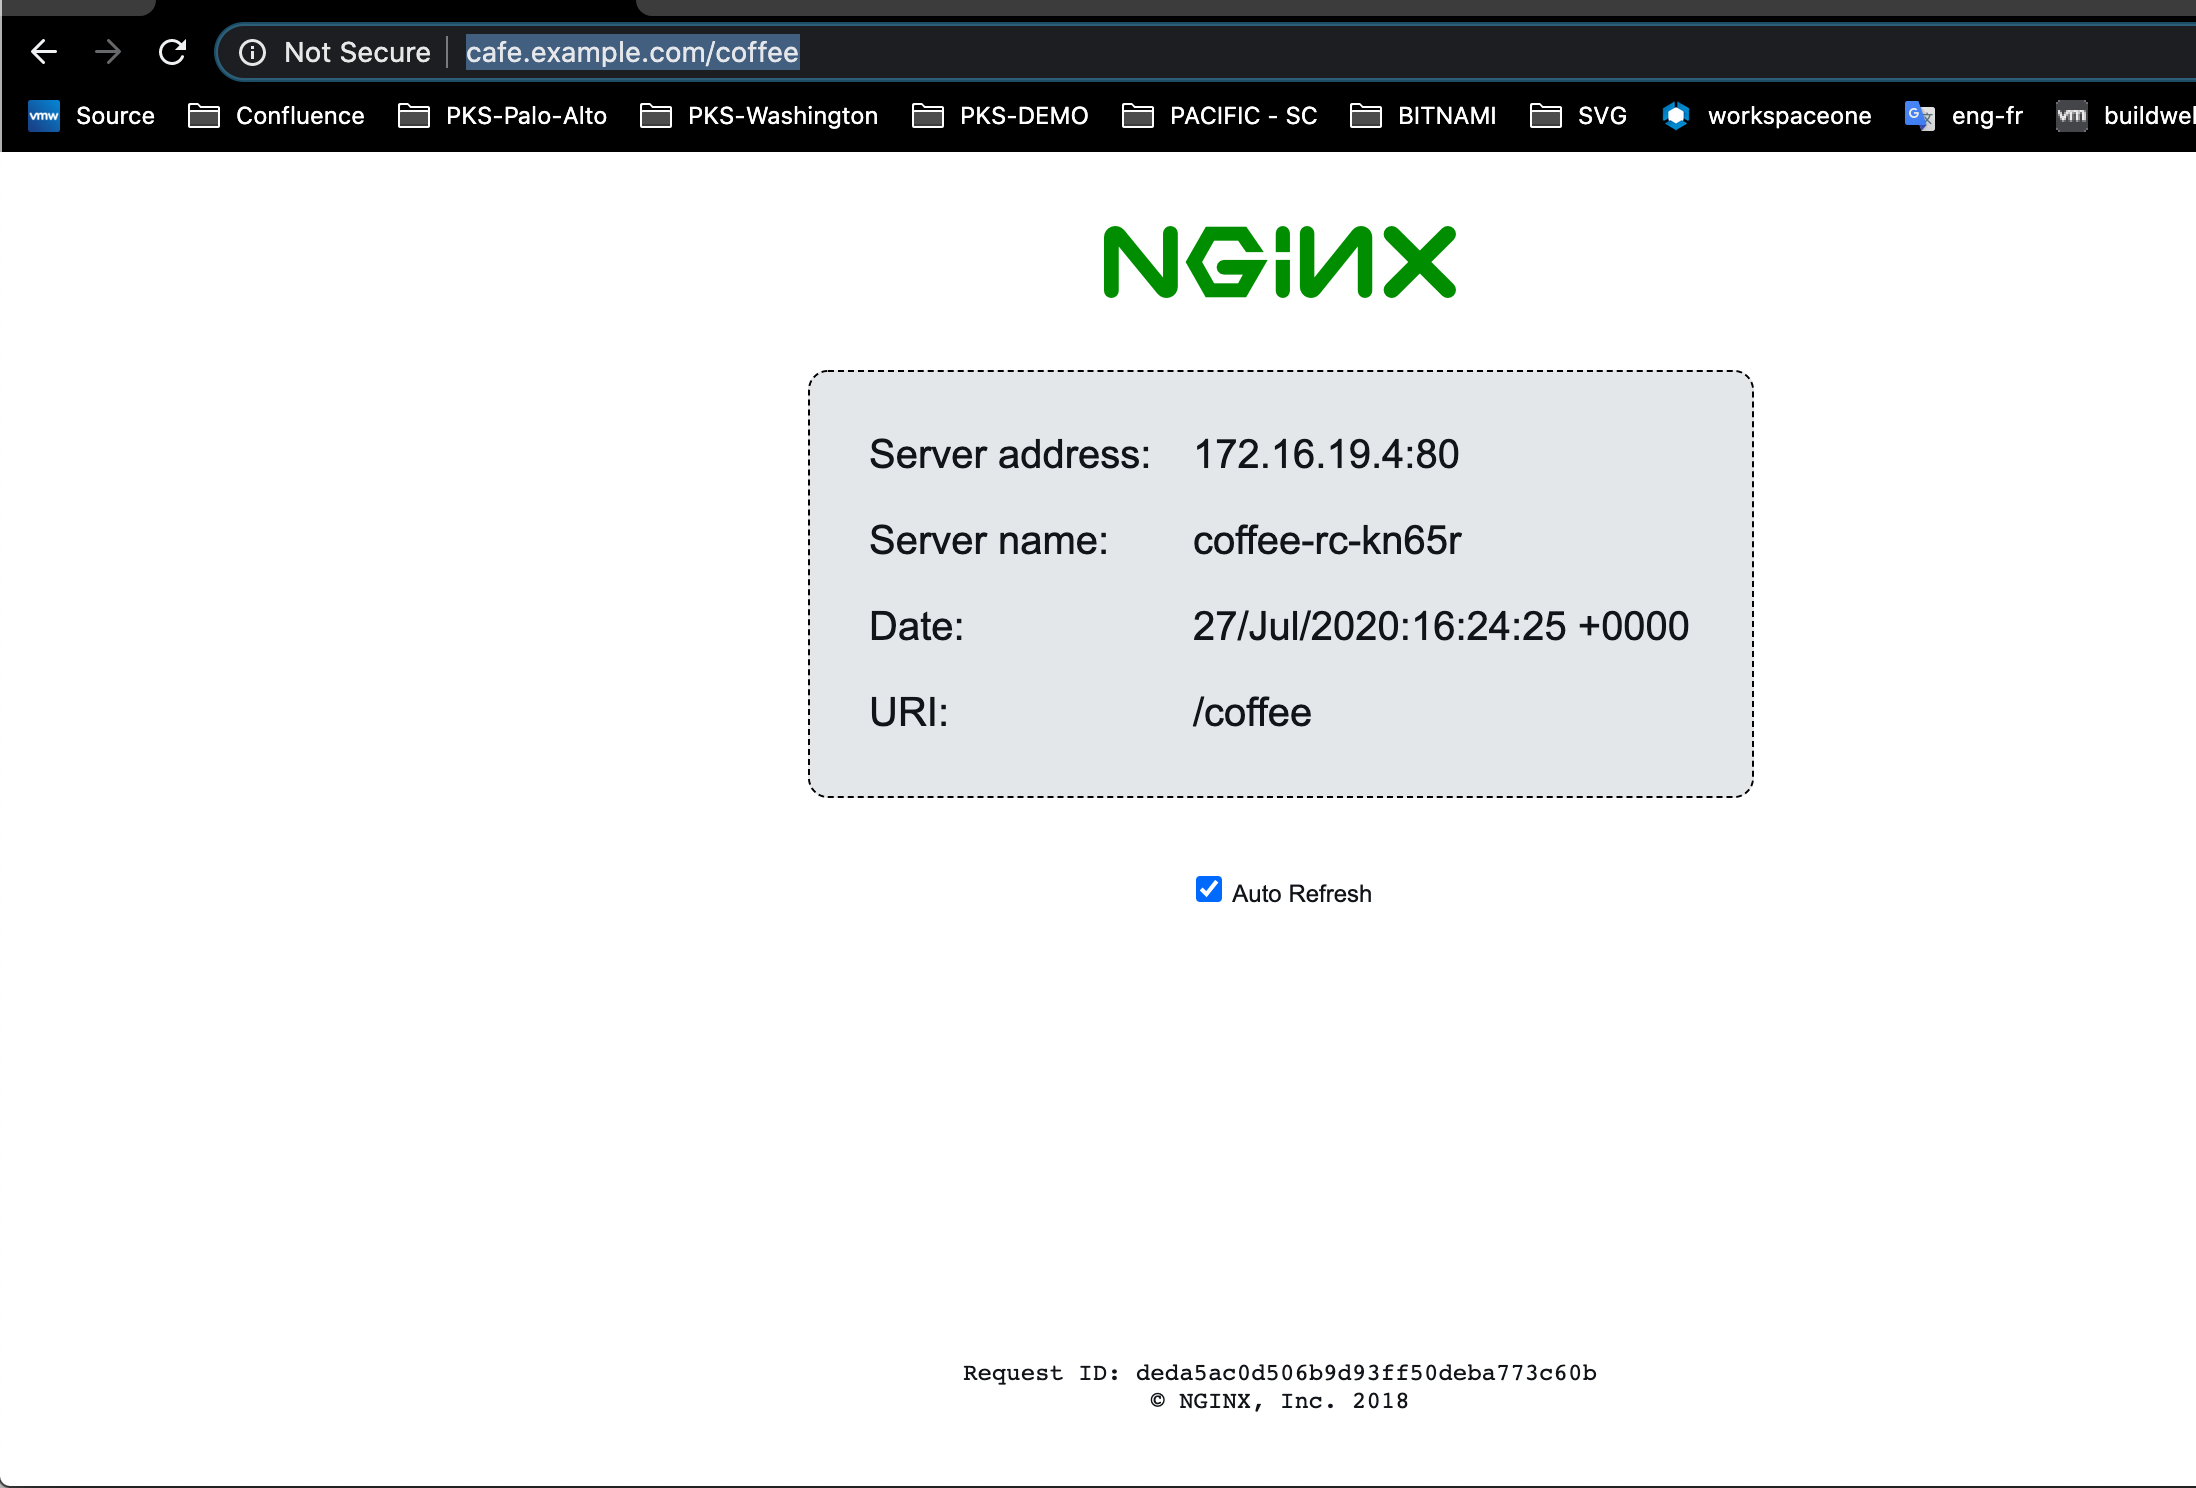 Not Secure cafe.example.com/coffee
vmw Source Confluence PKS-Palo-Alto PKS-Washington PKS-DEMO PACIFIC - SC BITNAMI SVG workspaceone eng-fr vm
NGINX
Server address: 172.16.19.4:80
Server name: coffee-rc-kn65r
Date: 27/Jul/2020:16:24:25 +0000
URI: /coffee
Auto Refresh
Request ID: deda5ac0d506b9d93ff50deba773c60b
© NGINX, Inc. 2018